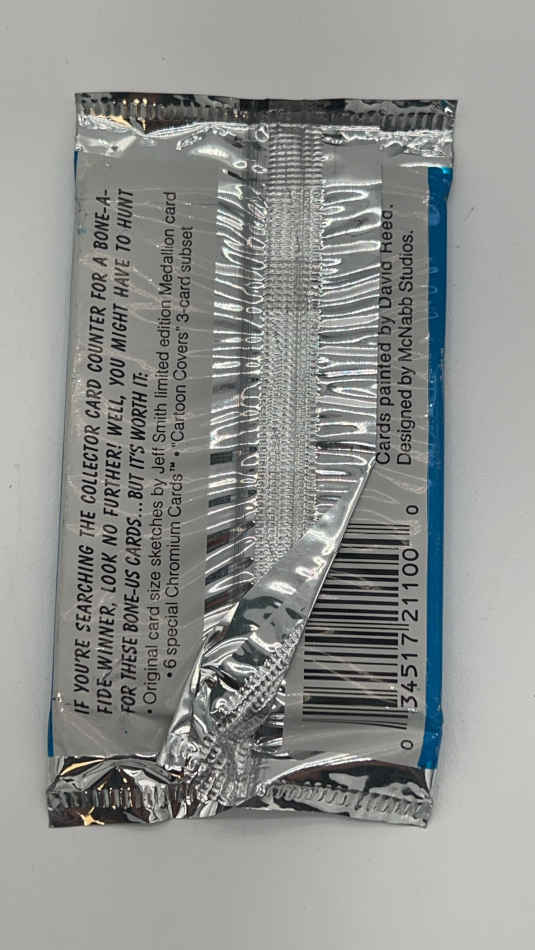 IF YOU'RE SEARCHING THE COLLECTOR CARD COUNTER FOR A BONE-A-
FIDE WINNER, LOOK NO FURTHER! WELL, YOU MIGHT HAVE TO HUNT
FOR THESE BONE-US CARDS...BUT IT'S WORTH IT:
• Original card size sketches by Jeff Smith limited edition Medallion card
• 6 special Chromium Cards™ • "Cartoon Covers" 3-card subset
Cards painted by David Reed.
Designed by McNabb Studios.
0 34517 21100 0